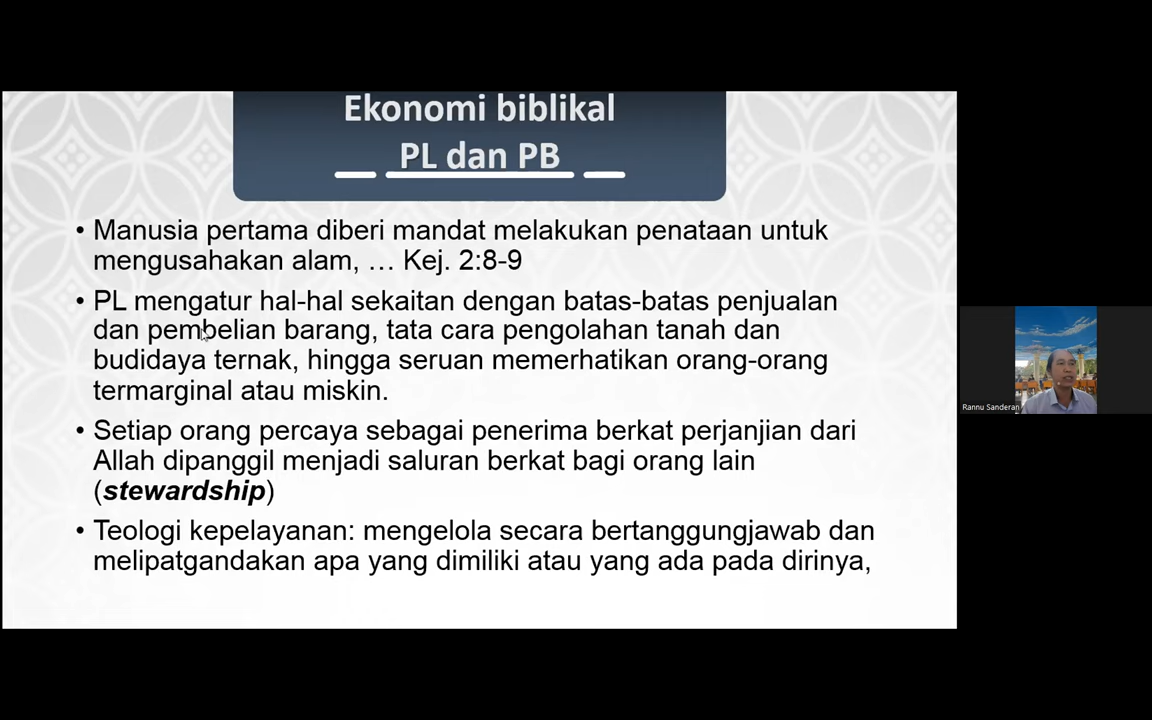 Ekonomi biblikal
PL dan PB
• Manusia pertama diberi mandat melakukan penataan untuk
mengusahakan alam, … Kej. 2:8-9
• PL mengatur hal-hal sekaitan dengan batas-batas penjualan
dan pembelian barang, tata cara pengolahan tanah dan
budidaya ternak, hingga seruan memerhatikan orang-orang
termarginal atau miskin.
• Setiap orang percaya sebagai penerima berkat perjanjian dari
Allah dipanggil menjadi saluran berkat bagi orang lain
(stewardship)
• Teologi kepelayanan: mengelola secara bertanggungjawab dan
melipatgandakan apa yang dimiliki atau yang ada pada dirinya,
Rannu Sanderan